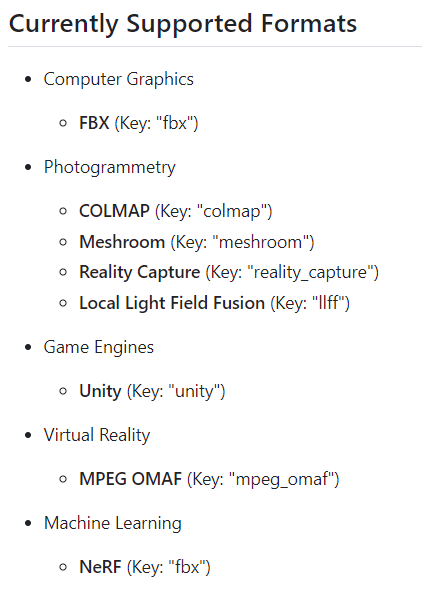 Currently Supported Formats
Computer Graphics
FBX (Key: "fbx")
Photogrammetry
COLMAP (Key: "colmap")
Meshroom (Key: "meshroom")
Reality Capture (Key: "reality_capture")
Local Light Field Fusion (Key: "llff")
Game Engines
Unity (Key: "unity")
Virtual Reality
MPEG OMAF (Key: "mpeg_omaf")
Machine Learning
NeRF (Key: "fbx")